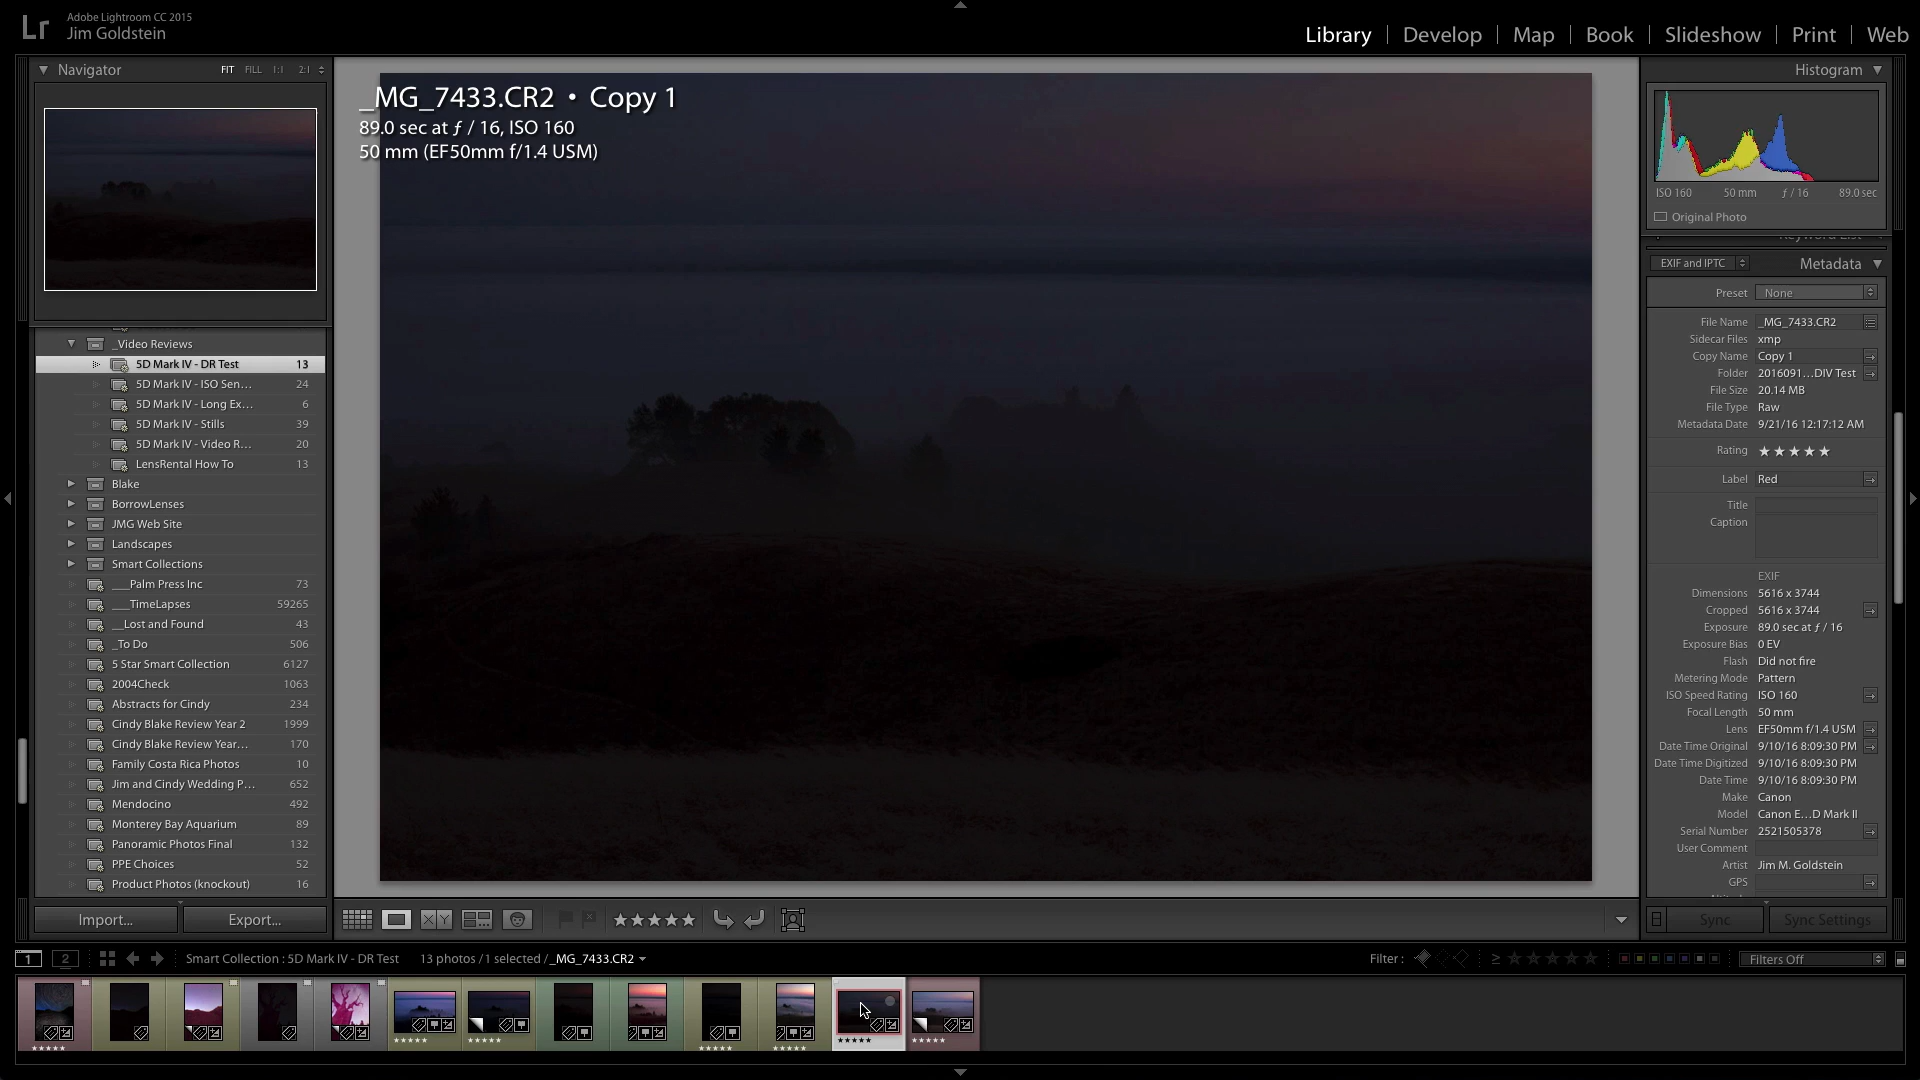 Lr
Adobe Lightroom CC 2015
Jim Goldstein
Library | Develop | Map | Book | Slideshow | Print | Web
Navigator
FIT FILL 1:1 2:1
_MG_7433.CR2 • Copy 1
89.0 sec at ƒ / 16, ISO 160
50 mm (EF50mm f/1.4 USM)
_Video Reviews
5D Mark IV - DR Test 13
5D Mark IV - ISO Sen... 24
5D Mark IV - Long Ex... 6
5D Mark IV - Stills 39
5D Mark IV - Video R... 20
LensRental How To 13
Blake
BorrowLenses
JMG Web Site
Landscapes
Smart Collections
___Palm Press Inc 73
___TimeLapses 59265
__Lost and Found 43
_To Do 506
5 Star Smart Collection 6127
2004Check 1063
Abstracts for Cindy 234
Cindy Blake Review Year 2 1999
Cindy Blake Review Year... 170
Family Costa Rica Photos 10
Jim and Cindy Wedding P... 652
Mendocino 492
Monterey Bay Aquarium 89
Panoramic Photos Final 132
PPE Choices 52
Product Photos (knockout) 16
Import... Export...
Histogram
ISO 160 50 mm ƒ / 16 89.0 sec
Original Photo
Keyword List
EXIF and IPTC Metadata
Preset None
File Name _MG_7433.CR2
Sidecar Files xmp
Copy Name Copy 1
Folder 2016091...DIV Test
File Size 20.14 MB
File Type Raw
Metadata Date 9/21/16 12:17:12 AM
Rating ★★★★★
Label Red
Title
Caption
EXIF
Dimensions 5616 x 3744
Cropped 5616 x 3744
Exposure 89.0 sec at ƒ / 16
Exposure Bias 0 EV
Flash Did not fire
Metering Mode Pattern
ISO Speed Rating ISO 160
Focal Length 50 mm
Lens EF50mm f/1.4 USM
Date Time Original 9/10/16 8:09:30 PM
Date Time Digitized 9/10/16 8:09:30 PM
Date Time 9/10/16 8:09:30 PM
Make Canon
Model Canon E...D Mark II
Serial Number 2521505378
User Comment
Artist Jim M. Goldstein
GPS
Sync Sync Settings
X Y
1 2 Smart Collection : 5D Mark IV - DR Test 13 photos / 1 selected / _MG_7433.CR2 Filter : ≥ Filters Off